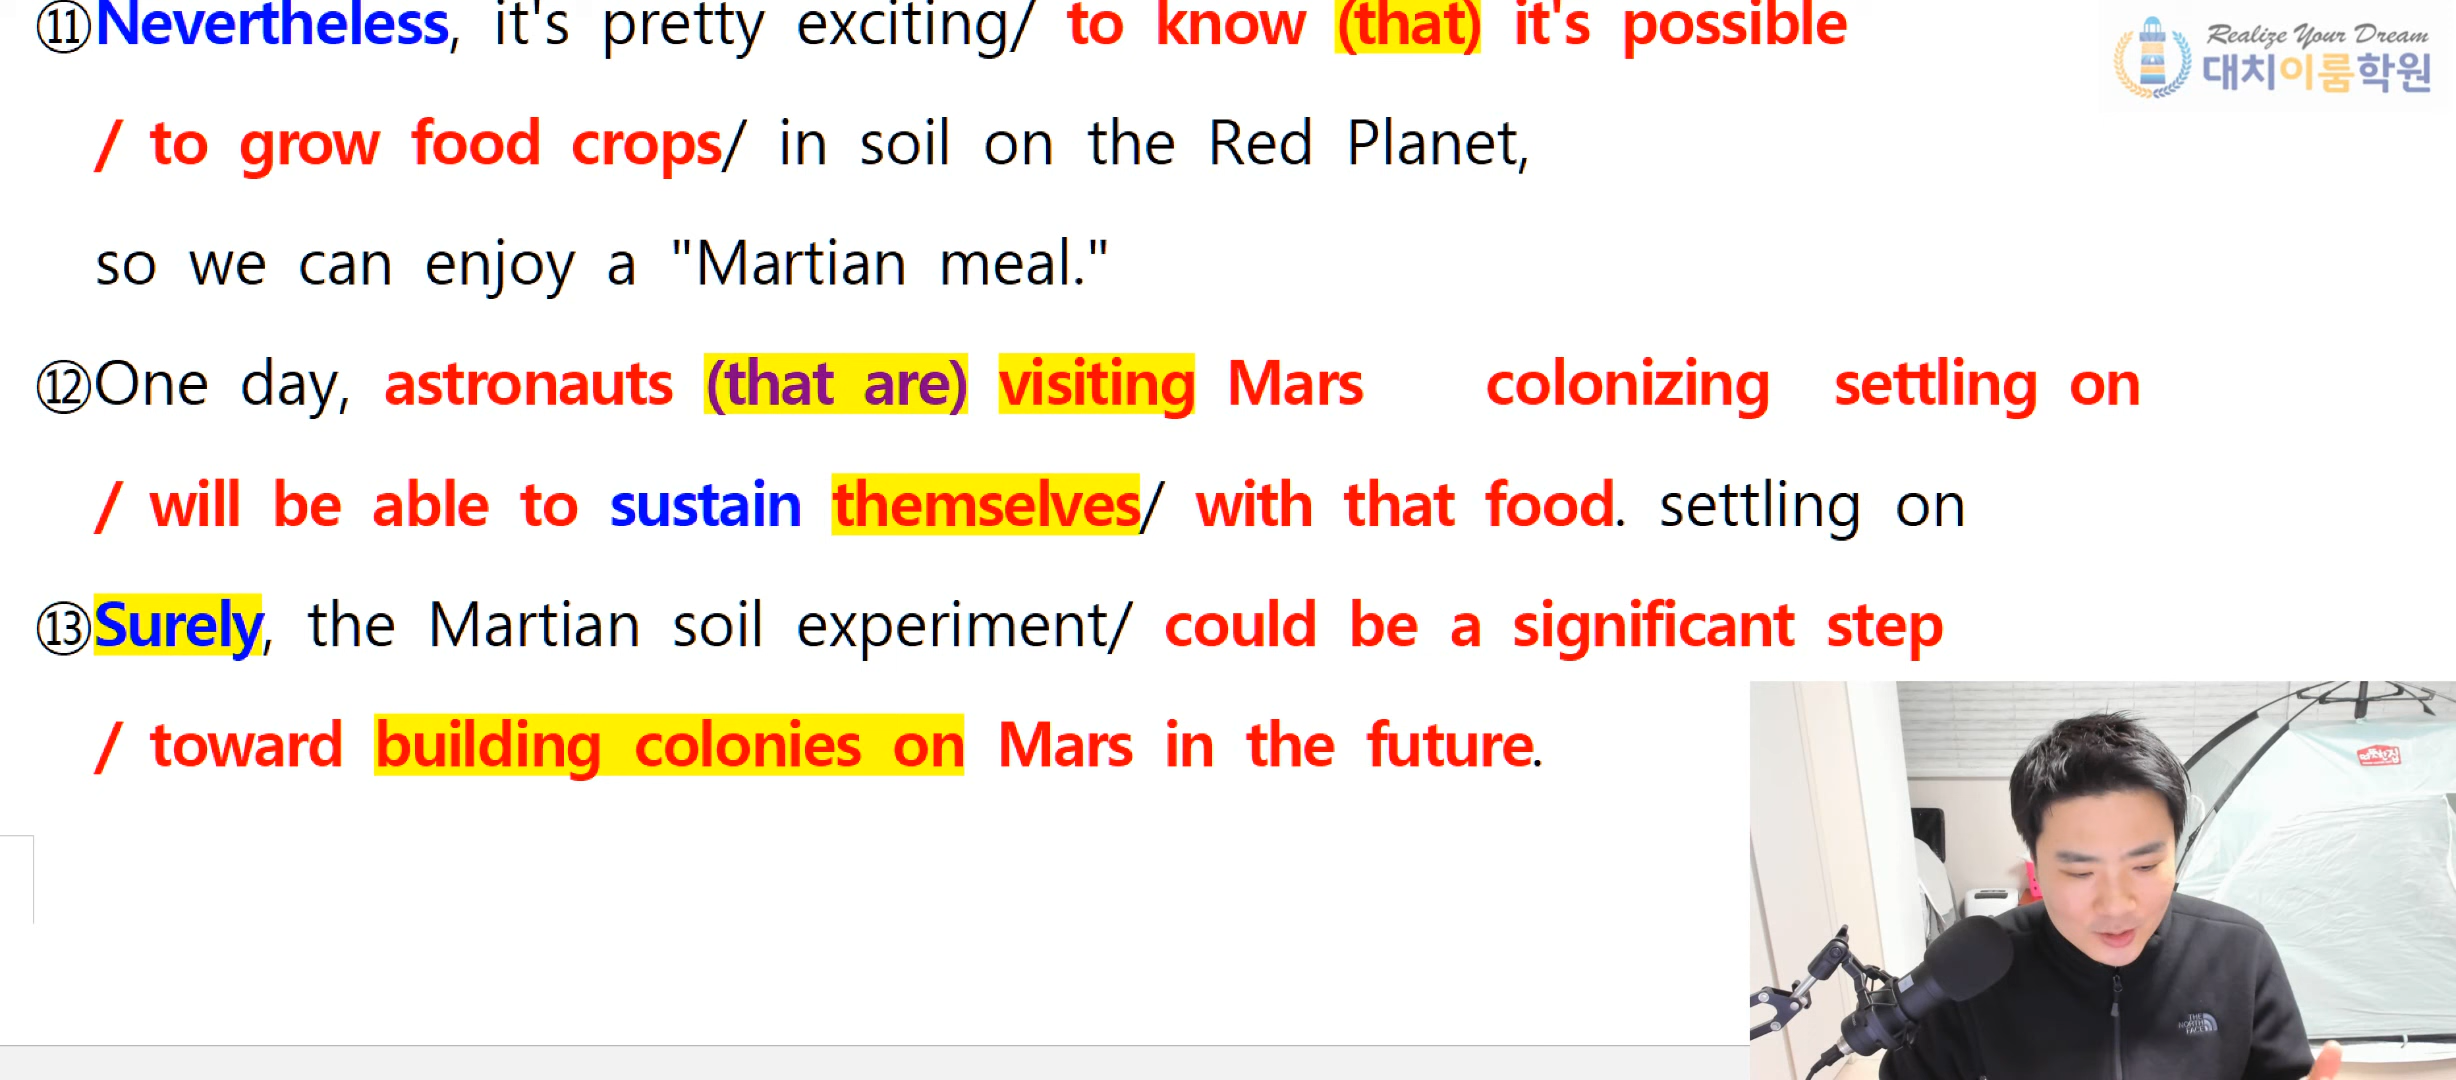 ⑪Nevertheless, it's pretty exciting/ to know (that) it's possible
Realize Your Dream
대치이룸학원
/ to grow food crops/ in soil on the Red Planet,
so we can enjoy a "Martian meal."
⑫One day, astronauts (that are) visiting Mars colonizing settling on
/ will be able to sustain themselves/ with that food. settling on
⑬Surely, the Martian soil experiment/ could be a significant step
/ toward building colonies on Mars in the future.
THE
NORTH
FACE